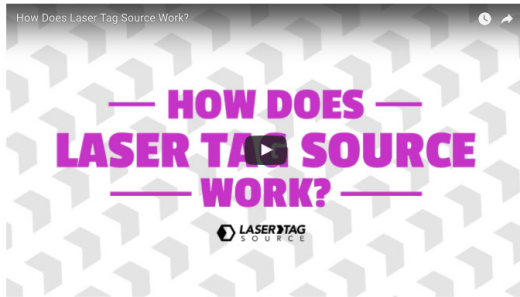 How Does Laser Tag Source Work?
HOW DOES
LASER TAG SOURCE
WORK?
LASER TAG
SOURCE